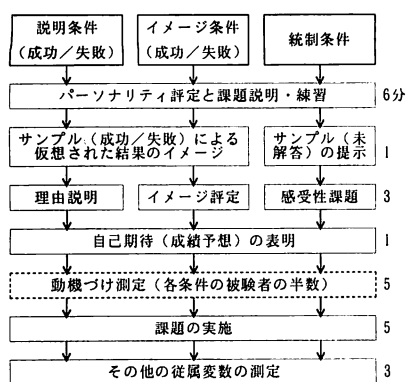 説明条件
(成功/失敗)
イメージ条件
(成功/失敗)
統制条件
パーソナリティ評定と課題説明・練習
6分
サンプル(成功/失敗)による
仮想された結果のイメージ
サンプル(未
解答)の提示
1
理由説明
イメージ評定
感受性課題
3
自己期待(成績予想)の表明
1
動機づけ測定(各条件の被験者の半数)
5
課題の実施
5
その他の従属変数の測定
3